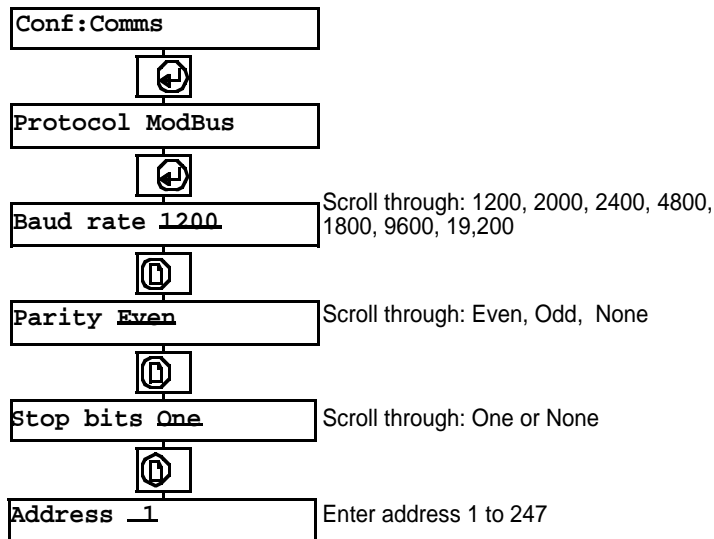 Conf:Comms
Protocol ModBus
Baud rate 1200
Scroll through: 1200, 2000, 2400, 4800,
1800, 9600, 19,200
Parity Even
Scroll through: Even, Odd, None
Stop bits One
Scroll through: One or None
Address 1
Enter address 1 to 247